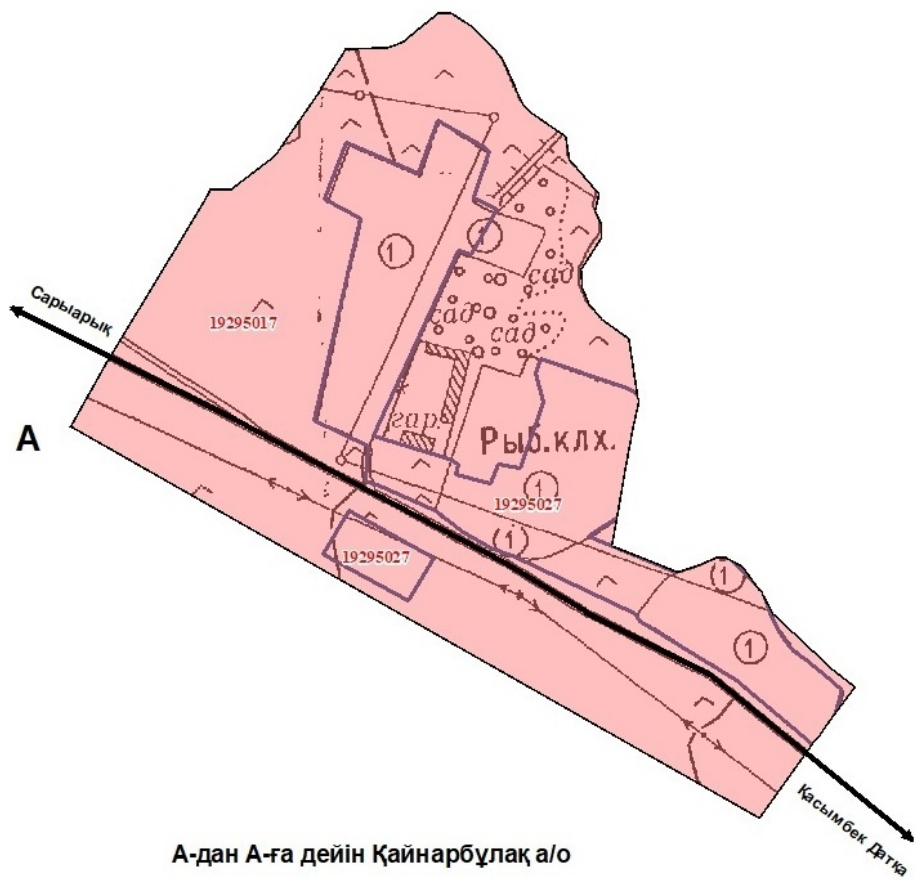 1
1
сад
Сарыарық
19295017
сад
сад
А
гар.
Рыб.клх.
1
19295027
1
19295027
1
1
Қасымбек Датқа
А-дан А-ға дейін Қайнарбұлақ а/о